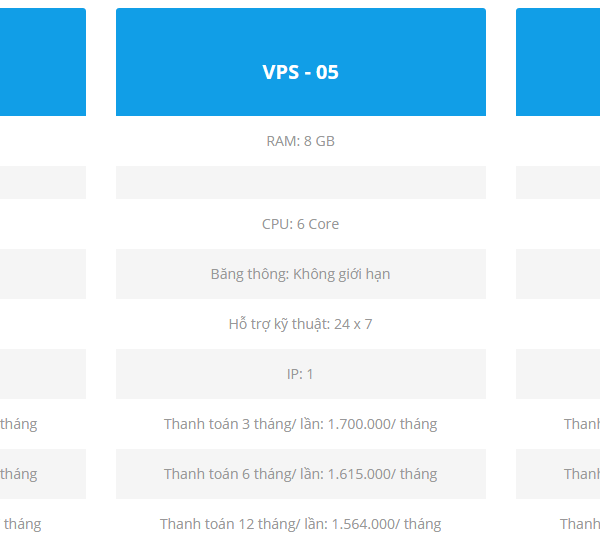 VPS - 05
RAM: 8 GB
CPU: 6 Core
Băng thông: Không giới hạn
Hỗ trợ kỹ thuật: 24 x 7
IP: 1
tháng
Thanh toán 3 tháng/ lần: 1.700.000/ tháng
Thanh
tháng
Thanh toán 6 tháng/ lần: 1.615.000/ tháng
Thanh
tháng
Thanh toán 12 tháng/ lần: 1.564.000/ tháng
Thanh